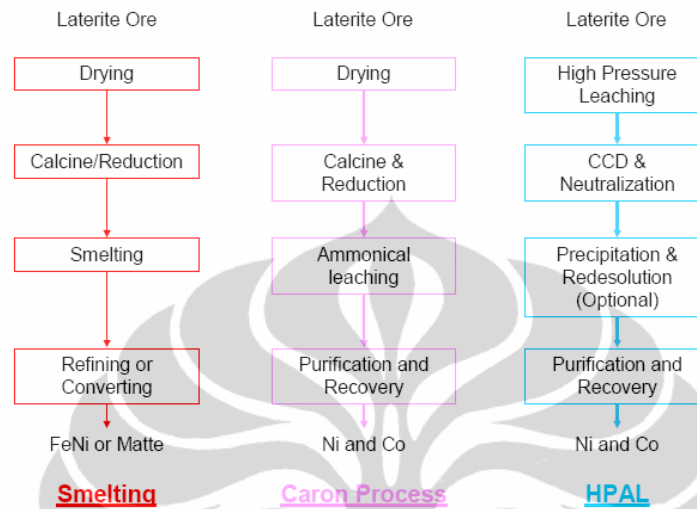 Laterite Ore
Drying
Calcine/Reduction
Smelting
Refining or
Converting
FeNi or Matte
Smelting
Laterite Ore
Drying
Calcine &
Reduction
Ammonical
leaching
Purification and
Recovery
Ni and Co
Caron Process
Laterite Ore
High Pressure
Leaching
CCD &
Neutralization
Precipitation &
Redesolution
(Optional)
Purification and
Recovery
Ni and Co
HPAL